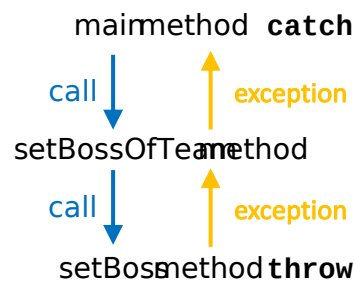 main method catch
call exception
setBossOfTeam method
call exception
setBoss method throw